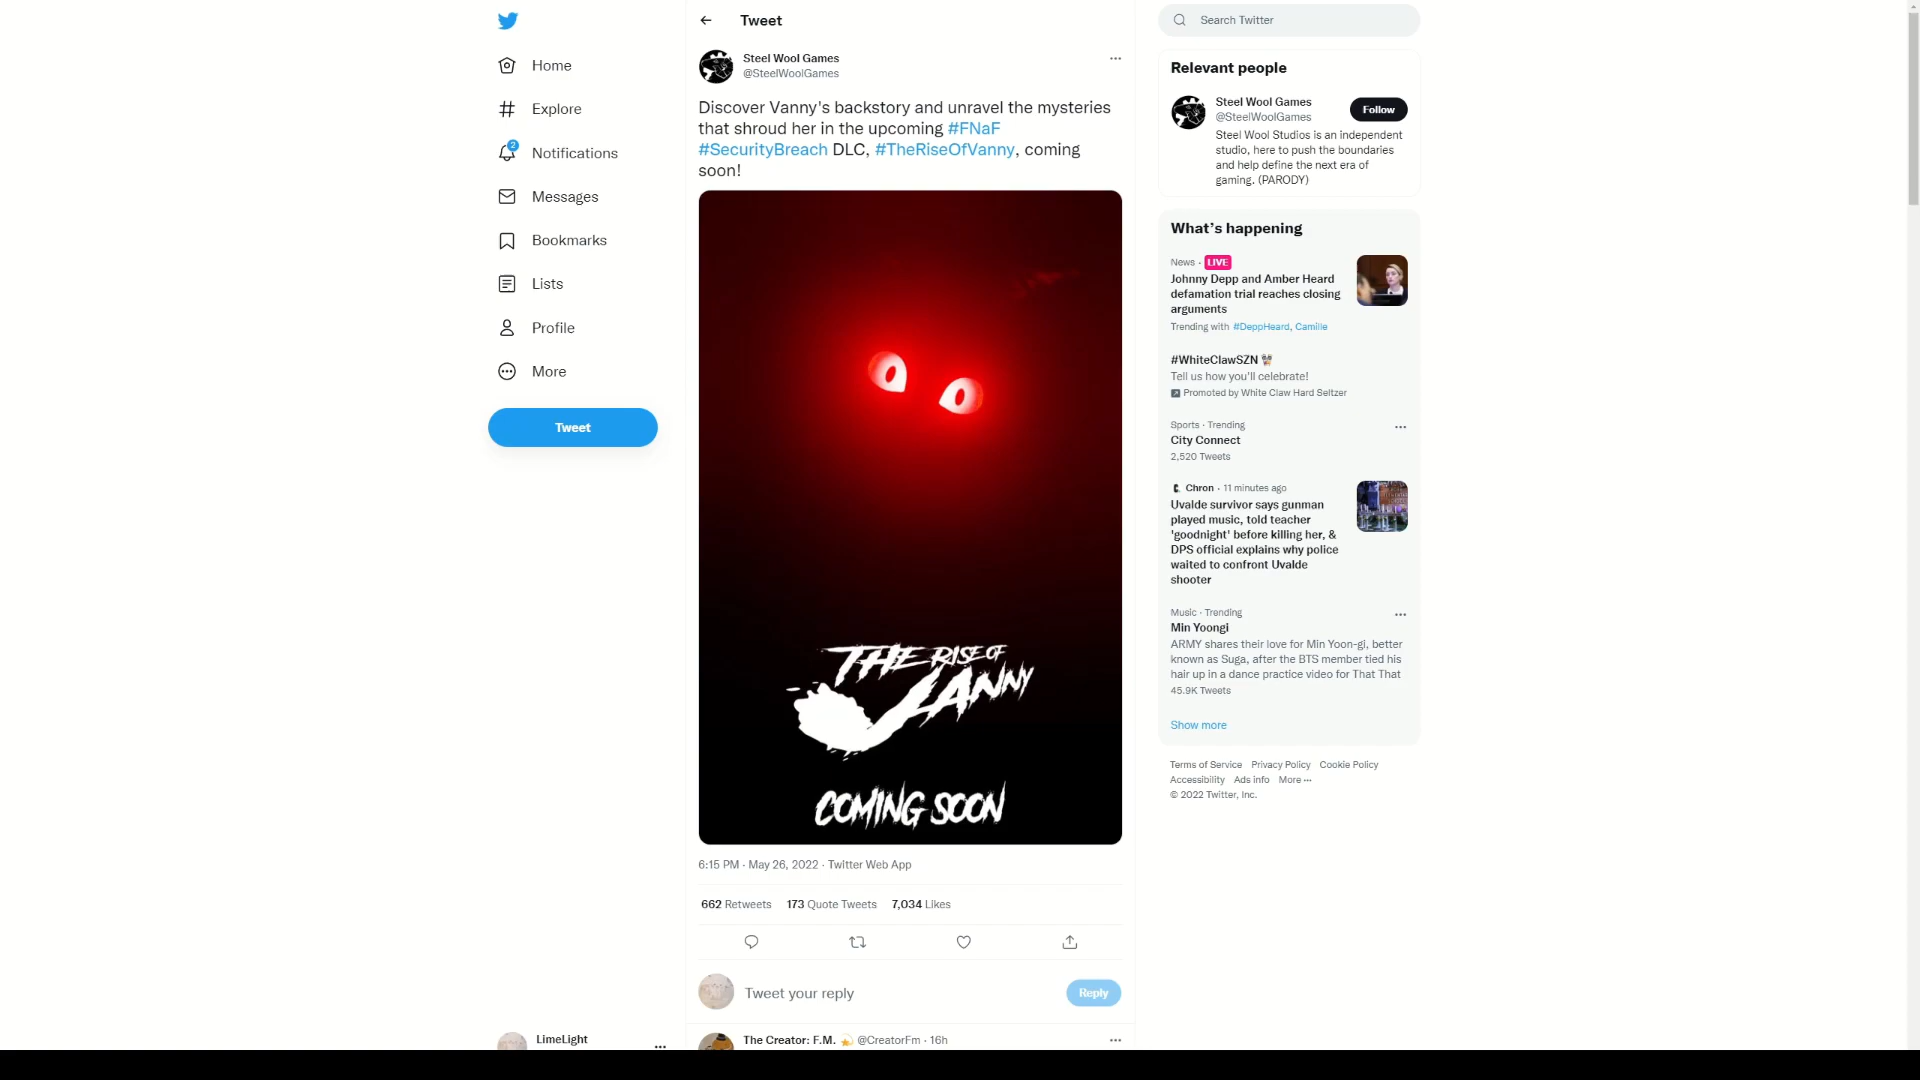 Home
Explore
2
Notifications
Messages
Bookmarks
Lists
Profile
More
Tweet
LimeLight
Tweet
Steel Wool Games
@SteelWoolGames
Discover Vanny's backstory and unravel the mysteries
that shroud her in the upcoming #FNaF
#SecurityBreach DLC, #TheRiseOfVanny, coming
soon!
THE RISE OF
VANNY
COMING SOON
6:15 PM · May 26, 2022 · Twitter Web App
662 Retweets 173 Quote Tweets 7,034 Likes
Tweet your reply
Reply
The Creator: F.M. 💫 @CreatorFm · 16h
Search Twitter
Relevant people
Steel Wool Games
@SteelWoolGames
Follow
Steel Wool Studios is an independent
studio, here to push the boundaries
and help define the next era of
gaming. (PARODY)
What's happening
News · LIVE
Johnny Depp and Amber Heard
defamation trial reaches closing
arguments
Trending with #DeppHeard, Camille
#WhiteClawSZN
Tell us how you'll celebrate!
Promoted by White Claw Hard Seltzer
Sports · Trending
City Connect
2,520 Tweets
Chron · 11 minutes ago
Uvalde survivor says gunman
played music, told teacher
'goodnight' before killing her, &
DPS official explains why police
waited to confront Uvalde
shooter
Music · Trending
Min Yoongi
ARMY shares their love for Min Yoon-gi, better
known as Suga, after the BTS member tied his
hair up in a dance practice video for That That
45.9K Tweets
Show more
Terms of Service Privacy Policy Cookie Policy
Accessibility Ads info More ···
© 2022 Twitter, Inc.